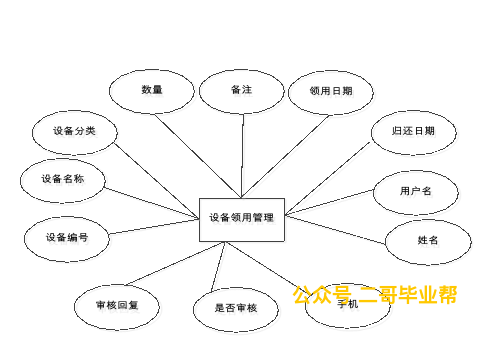 数量
备注
领用日期
设备分类
归还日期
设备名称
用户名
设备领用管理
设备编号
姓名
审核回复
是否审核
手机
公众号 二哥毕业帮